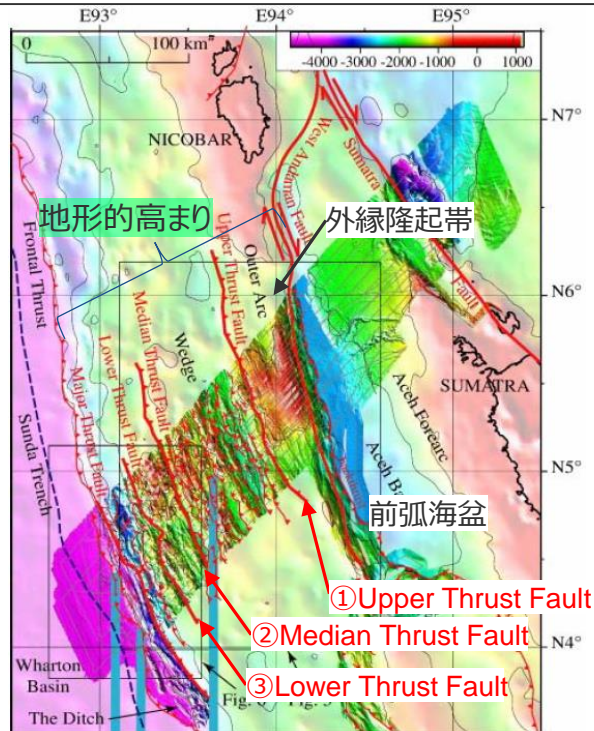 E93° E94° E95°
0 100 km
-4000 -3000 -2000 -1000 0 1000
N7°
NICOBAR
West Andaman Fault
Sumatra
Fault
地形的高まり
外縁隆起帯
Upper Thrust Fault
Outer Arc
Frontal Thrust
N6°
Median Thrust Fault
Wedge
Lower Thrust Fault
Major Thrust Fault
Sunda Trench
SUMATRA
Aceh Forearc
Aceh Ba
N5°
前弧海盆
①Upper Thrust Fault
②Median Thrust Fault
N4°
③Lower Thrust Fault
Wharton
Basin
Fig.
The Ditch